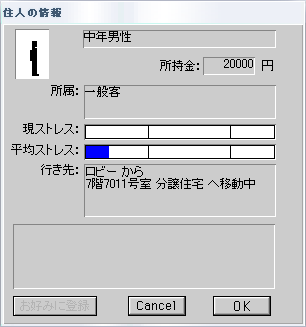 住人の情報
中年男性
所持金: 20000 円
所属: 一般客
現ストレス:
平均ストレス:
行き先: ロビー から
7階7011号室 分譲住宅 へ移動中
お好みに登録 Cancel OK